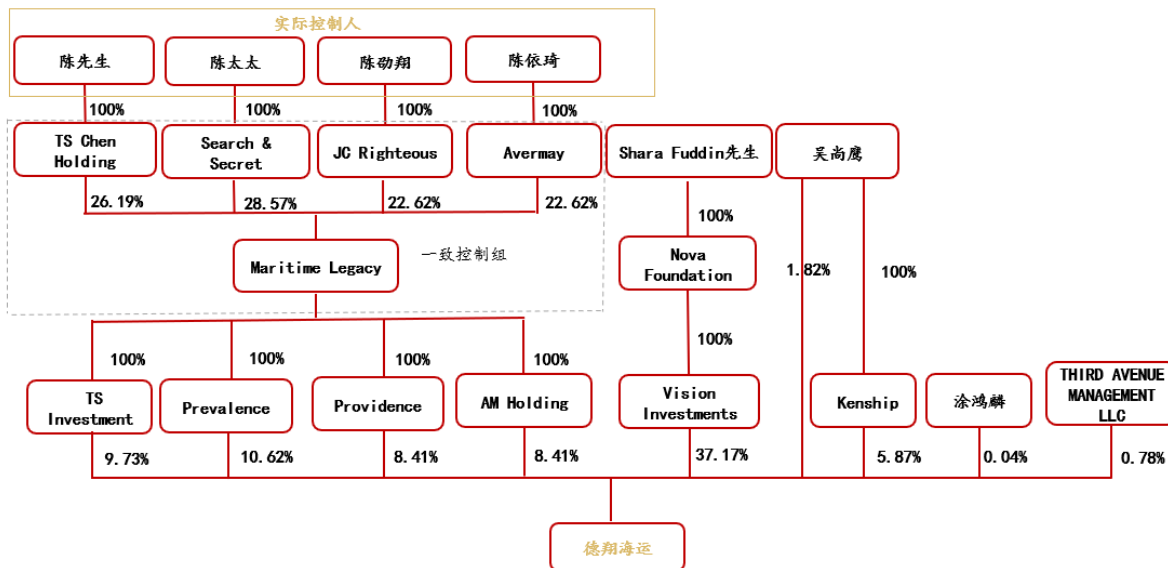 实际控制人
陈先生
陈太太
陈劭翔
陈依琦
100%
100%
100%
100%
TS Chen
Holding
Search &
Secret
JC Righteous
Avermay
Shara Fuddin先生
吴尚鹰
26.19%
28.57%
22.62%
22.62%
100%
Maritime Legacy
一致控制组
Nova
Foundation
1.82%
100%
100%
100%
100%
100%
100%
TS
Investment
Prevalence
Providence
AM Holding
Vision
Investments
Kenship
涂鸿麟
THIRD AVENUE
MANAGEMENT
LLC
9.73%
10.62%
8.41%
8.41%
37.17%
5.87%
0.04%
0.78%
德翔海运